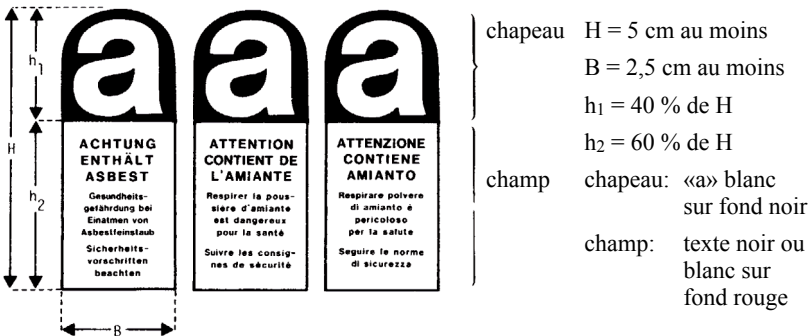 a
ACHTUNG
ENTHÄLT
ASBEST
Gesundheits-
gefährdung bei
Einatmen von
Asbestfeinstaub
Sicherheits-
vorschriften
beachten
a
ATTENTION
CONTIENT DE
L'AMIANTE
Respirer la pous-
sière d'amiante
est dangereux
pour la santé
Suivre les consig-
nes de sécurité
a
ATTENZIONE
CONTIENE
AMIANTO
Respirare polvere
di amianto é
pericoloso
per la salute
Seguire le norme
di sicurezza
H
h1
h2
B
chapeau H = 5 cm au moins
B = 2,5 cm au moins
h1 = 40 % de H
h2 = 60 % de H
champ chapeau: «a» blanc
sur fond noir
champ: texte noir ou
blanc sur
fond rouge